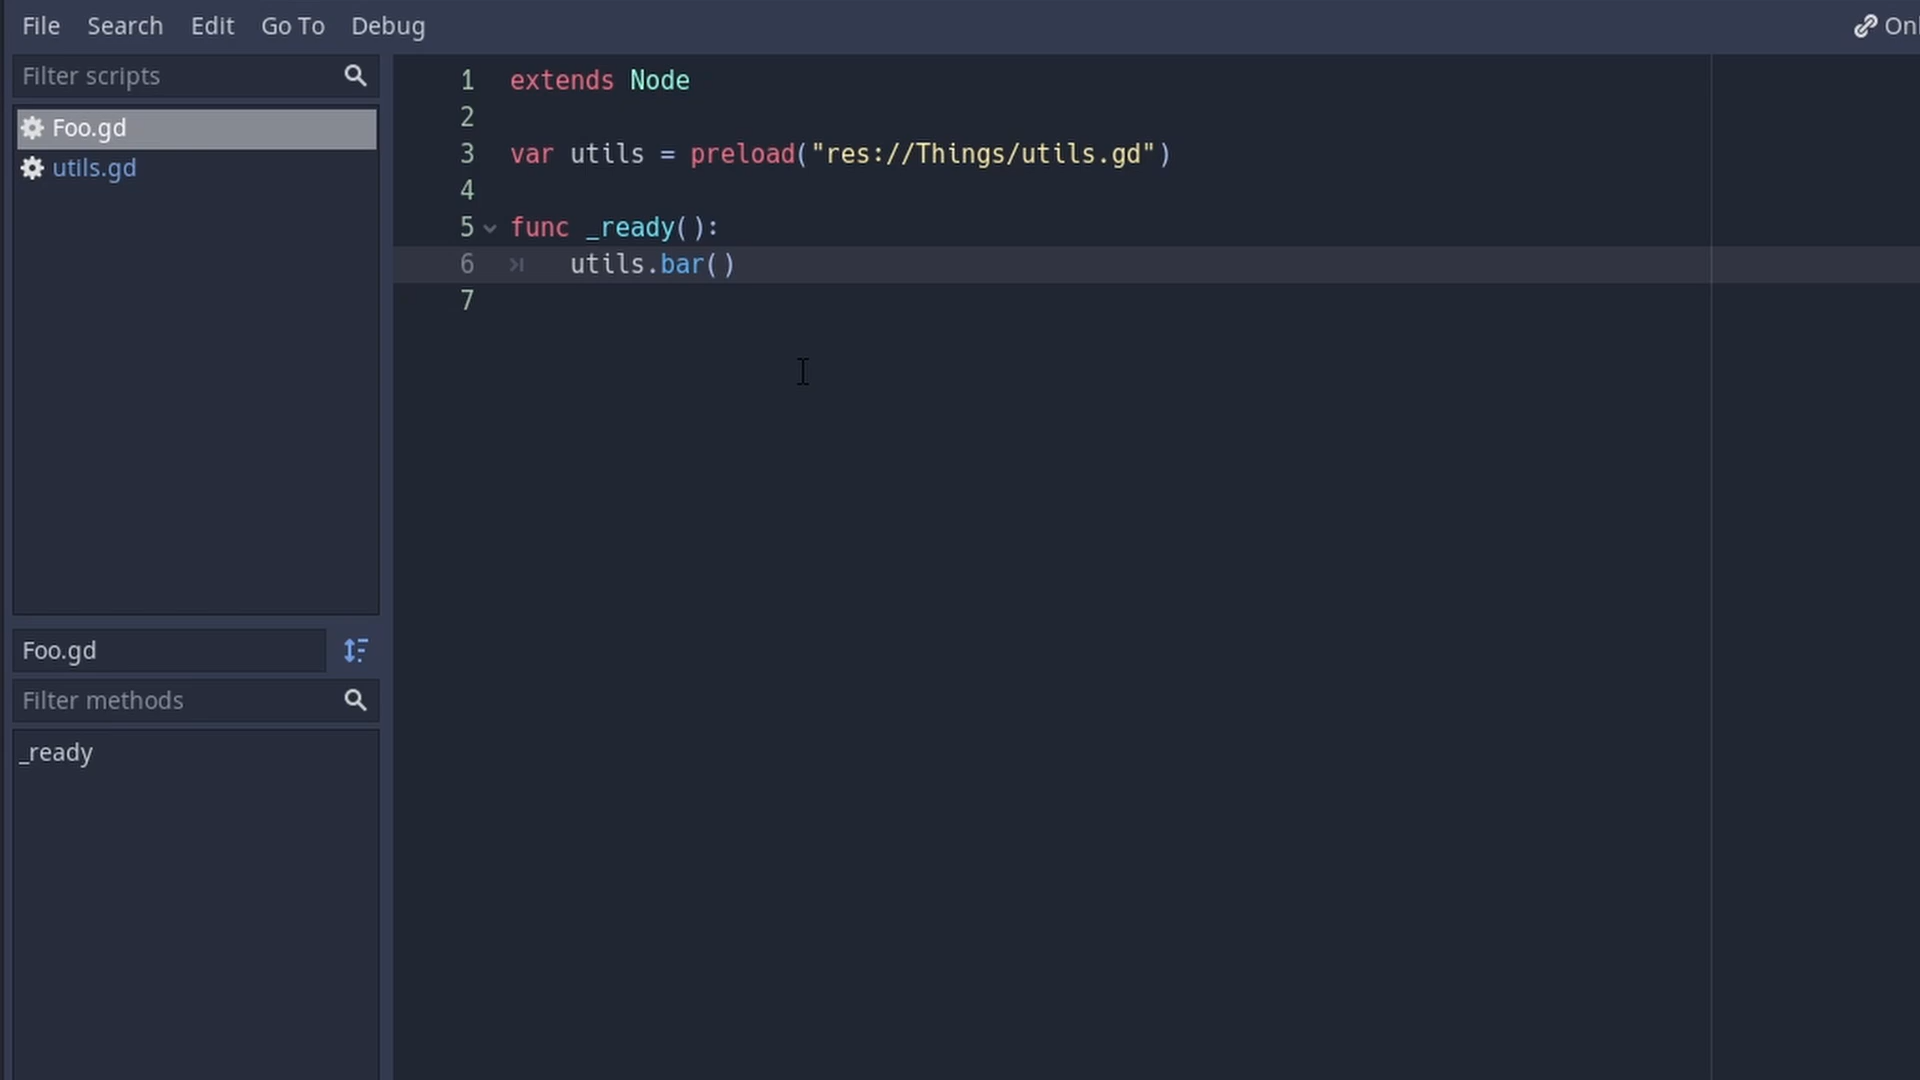 File Search Edit Go To Debug
Filter scripts
Foo.gd
utils.gd
Foo.gd
Filter methods
_ready
1 extends Node
2
3 var utils = preload("res://Things/utils.gd")
4
5 func _ready():
6 utils.bar()
7